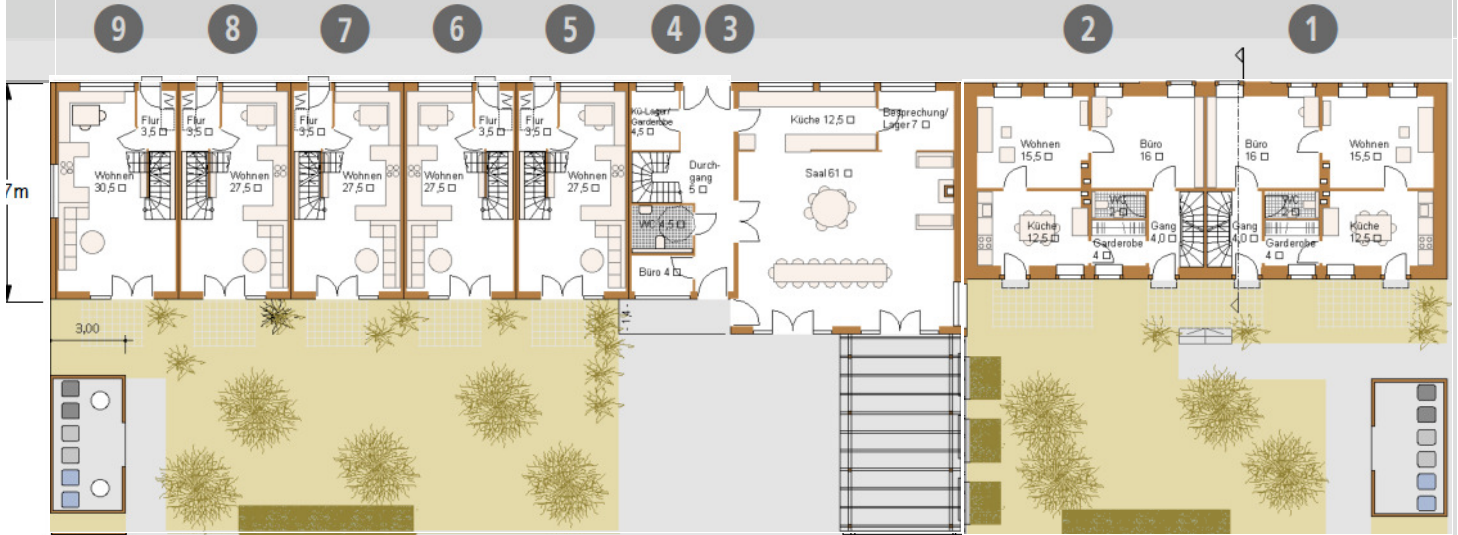 9 8 7 6 5 4 3 2 1
7m
Flur
3,5
Wohnen
30,5
Flur
3,5
Wohnen
27,5
Flur
3,5
Wohnen
27,5
Flur
3,5
Wohnen
27,5
Flur
3,5
Wohnen
27,5
Kü-Lager/
Garderobe
4,5
Durch-
gang
5
WC 4,5
Büro 4
Küche 12,5
Besprechung/
Lager 7
Saal 61
Wohnen
15,5
Büro
16
Küche
12,5
WC
2
Garderobe
4
Gang
4,0
Büro
16
Wohnen
15,5
Gang
4,0
WC
2
Garderobe
4
Küche
12,5
3,00
1,4